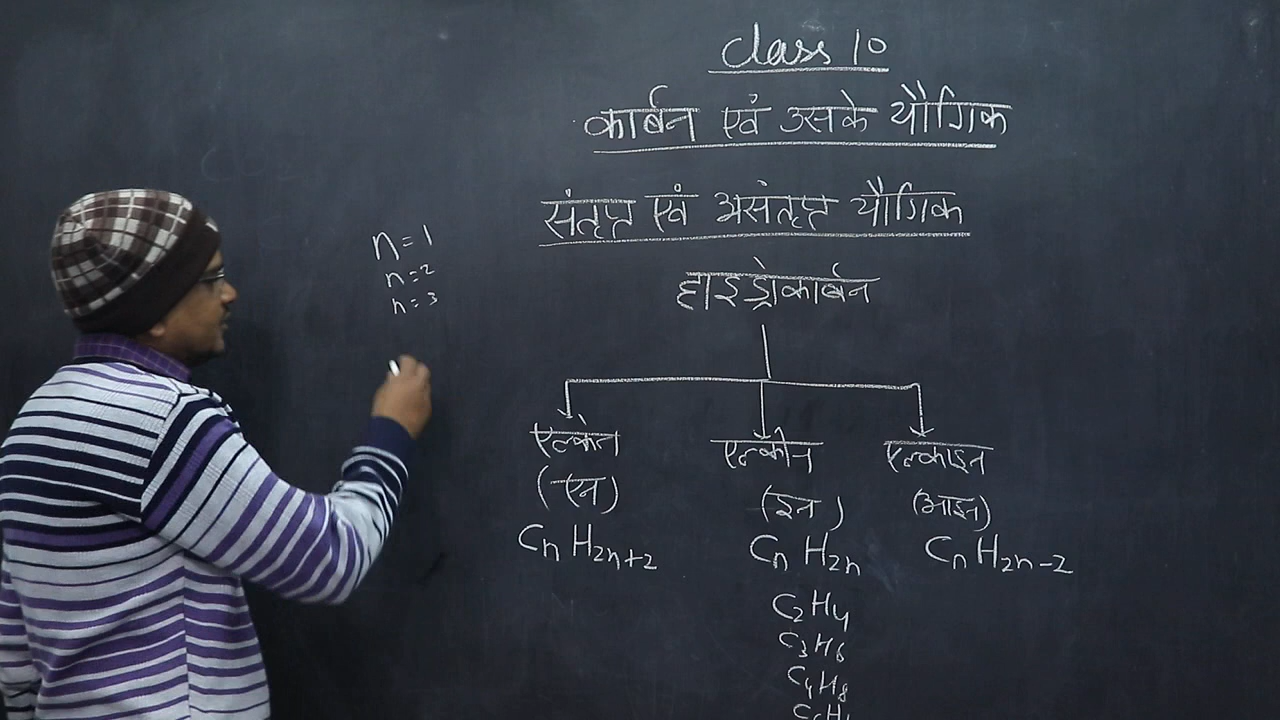 Class 10
कार्बन एवं उसके यौगिक
संतृप्त एवं असंतृप्त यौगिक
n=1
n=2
n=3
हाइड्रोकार्बन
एल्केन एल्कीन एल्काइन
(एन) (इन) (आइन)
CₙH₂ₙ₊₂ CₙH₂ₙ CₙH₂ₙ₋₂
C₂H₄
C₃H₆
C₄H₈